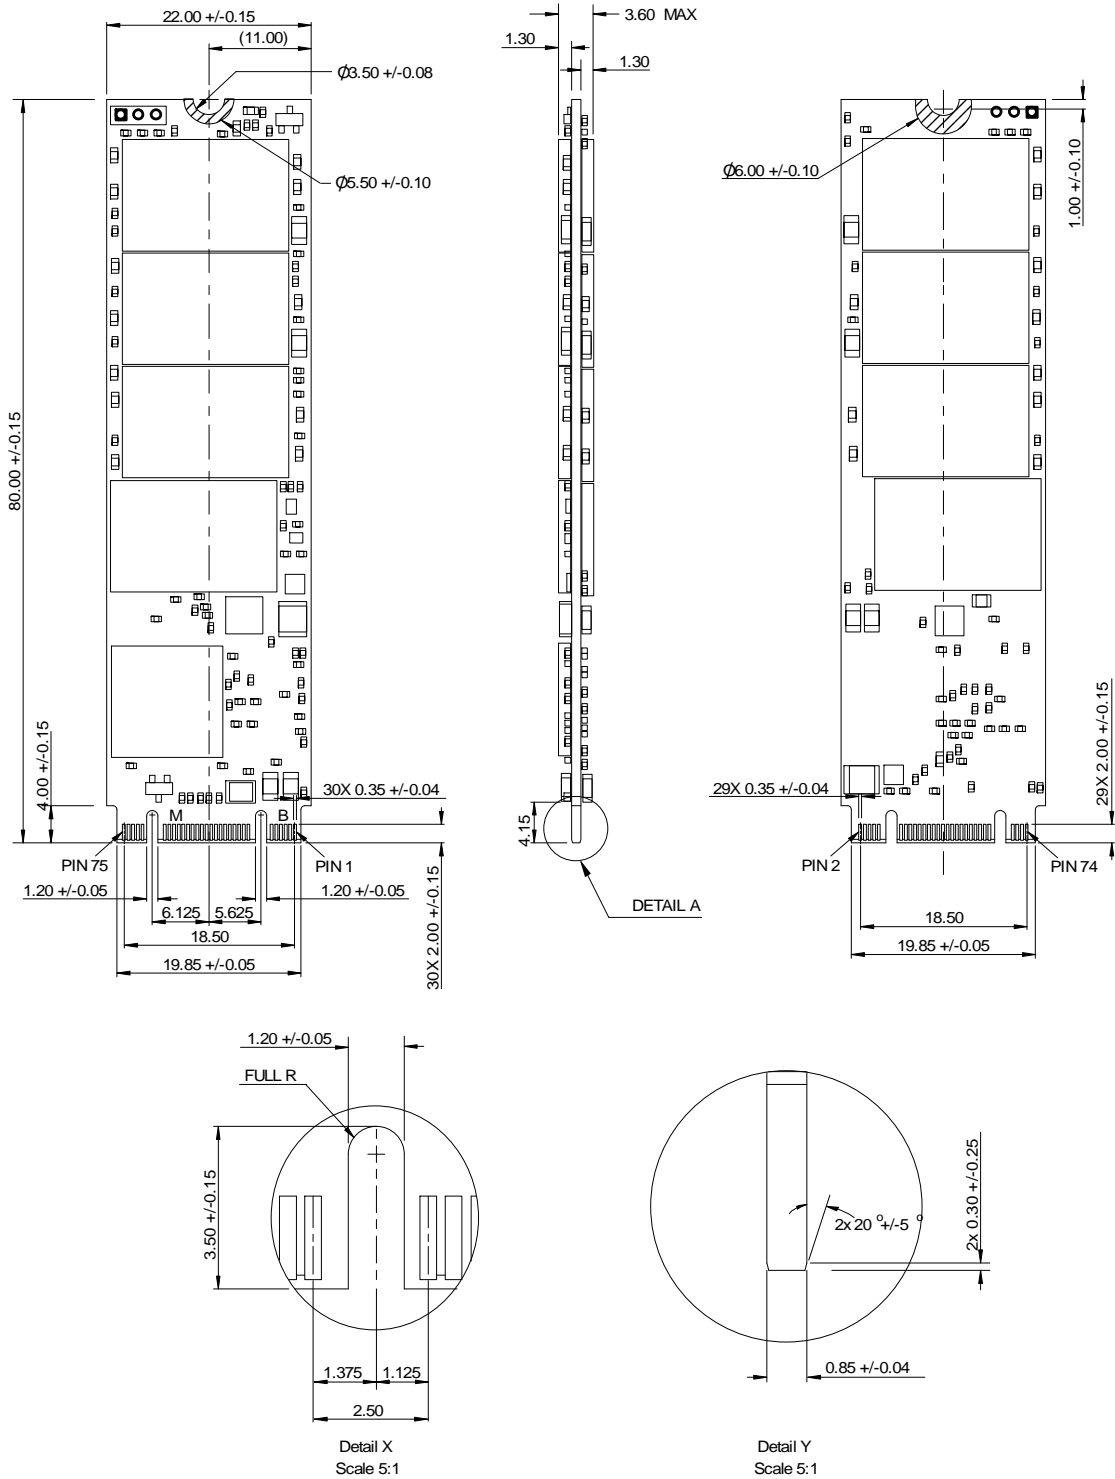 22.00 +/-0.15
(11.00)
Ø3.50 +/-0.08
Ø5.50 +/-0.10
80.00 +/-0.15
4.00 +/-0.15
30X 0.35 +/-0.04
M
B
PIN 75
PIN 1
1.20 +/-0.05
1.20 +/-0.05
6.125
5.625
18.50
19.85 +/-0.05
30X 2.00 +/-0.15
3.60 MAX
1.30
1.30
4.15
DETAIL A
Ø6.00 +/-0.10
1.00 +/-0.10
29X 0.35 +/-0.04
29X 2.00 +/-0.15
PIN 2
PIN 74
18.50
19.85 +/-0.05
1.20 +/-0.05
FULL R
3.50 +/-0.15
1.375
1.125
2.50
Detail X
Scale 5:1
2x 20 °+/-5 °
2x 0.30 +/-0.25
0.85 +/-0.04
Detail Y
Scale 5:1